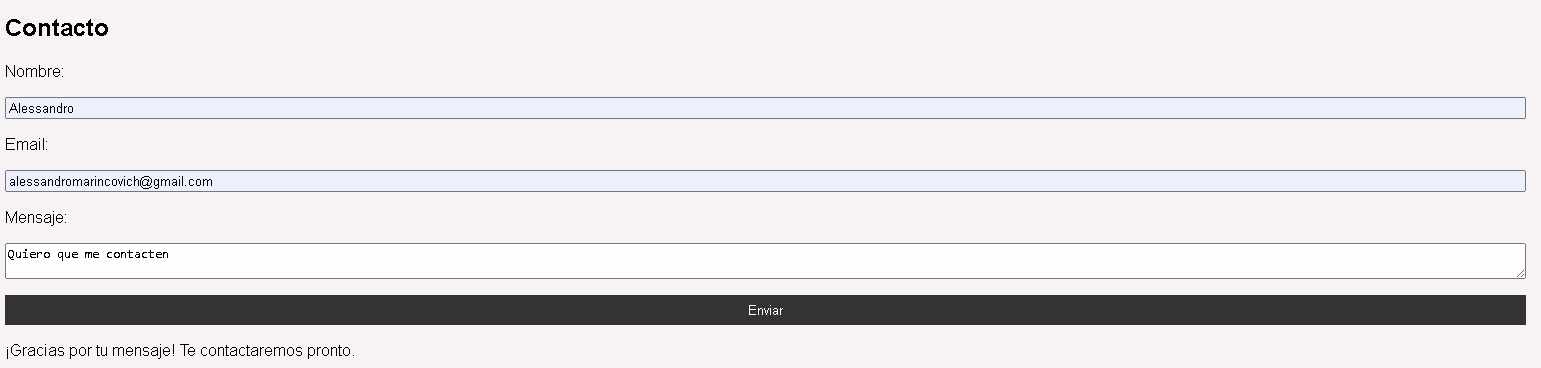 Contacto
Nombre:
Alessandro
Email:
alessandromarincovich@gmail.com
Mensaje:
Quiero que me contacten
Enviar
¡Gracias por tu mensaje! Te contactaremos pronto.